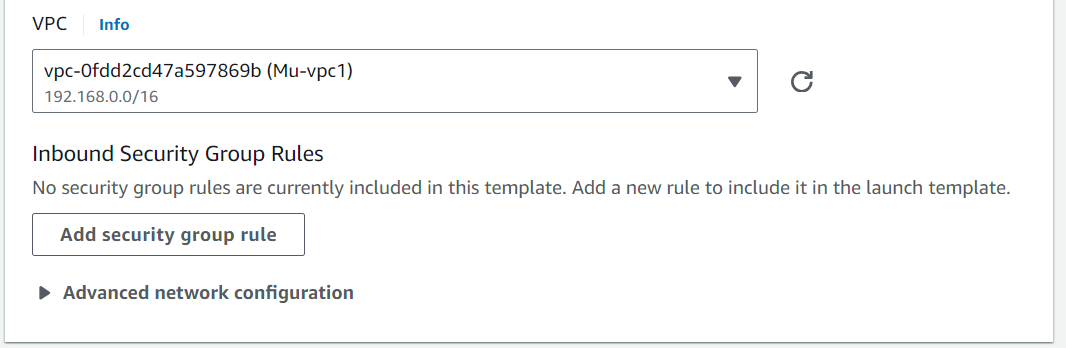 VPC Info
vpc-0fdd2cd47a597869b (Mu-vpc1)
192.168.0.0/16
Inbound Security Group Rules
No security group rules are currently included in this template. Add a new rule to include it in the launch template.
Add security group rule
Advanced network configuration